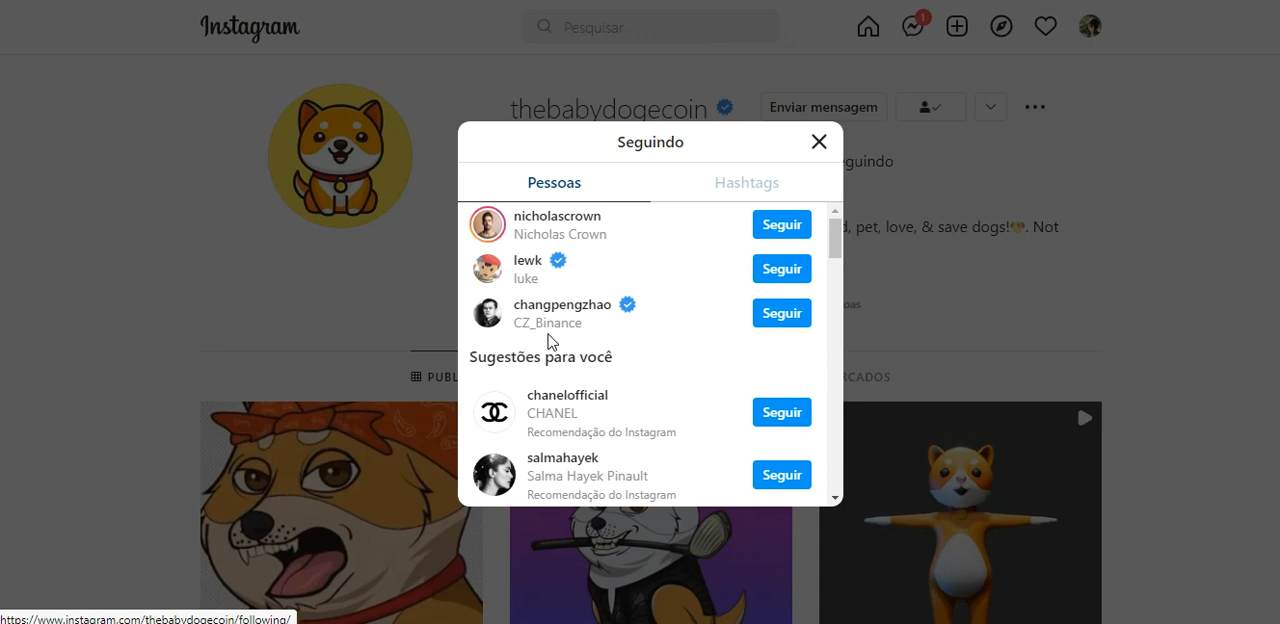 Instagram
Pesquisar
1
thebabydogecoin
Enviar mensagem
Seguindo
eguindo
Pessoas
Hashtags
nicholascrown
Nicholas Crown
Seguir
d, pet, love, & save dogs! . Not
lewk
luke
Seguir
changpengzhao
CZ_Binance
Seguir
oas
Sugestões para você
PUBL
RCADOS
chanelofficial
CHANEL
Recomendação do Instagram
Seguir
salmahayek
Salma Hayek Pinault
Recomendação do Instagram
Seguir
https://www.instagram.com/thebabydogecoin/following/